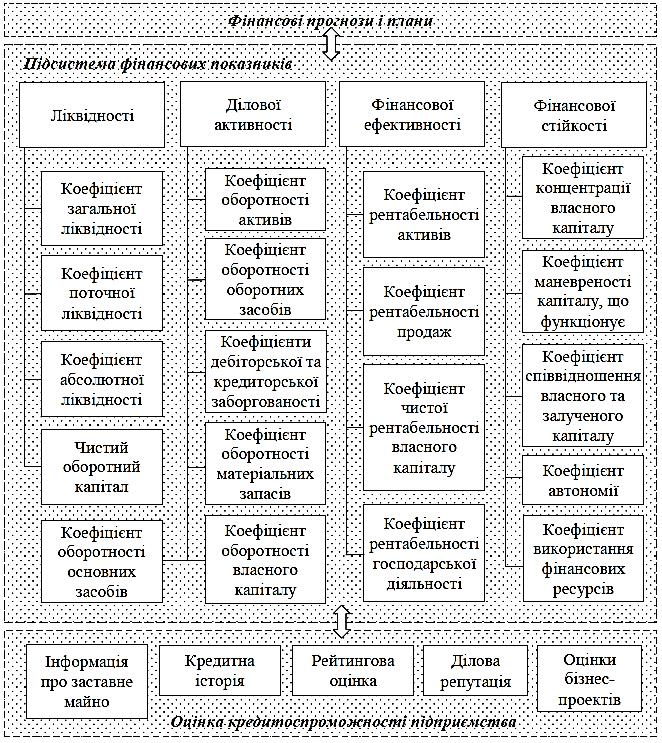 Фінансові прогнози і плани
Підсистема фінансових показників
Ліквідності
Ділової
активності
Фінансової
ефективності
Фінансової
стійкості
Коефіцієнт
загальної
ліквідності
Коефіцієнт
поточної
ліквідності
Коефіцієнт
абсолютної
ліквідності
Чистий
оборотний
капітал
Коефіцієнт
оборотності
основних
засобів
Коефіцієнт
оборотності
активів
Коефіцієнт
оборотності
оборотних
засобів
Коефіцієнти
дебіторської та
кредиторської
заборгованості
Коефіцієнт
оборотності
матеріальних
запасів
Коефіцієнт
оборотності
власного
капіталу
Коефіцієнт
рентабельності
активів
Коефіцієнт
рентабельності
продаж
Коефіцієнт
чистої
рентабельності
власного
капіталу
Коефіцієнт
рентабельності
господарської
діяльності
Коефіцієнт
концентрації
власного
капіталу
Коефіцієнт
маневреності
капіталу, що
функціонує
Коефіцієнт
співвідношення
власного та
залученого
капіталу
Коефіцієнт
автономії
Коефіцієнт
використання
фінансових
ресурсів
Інформація
про заставне
майно
Кредитна
історія
Рейтингова
оцінка
Ділова
репутація
Оцінки
бізнес-
проектів
Оцінка кредитоспроможності підприємства